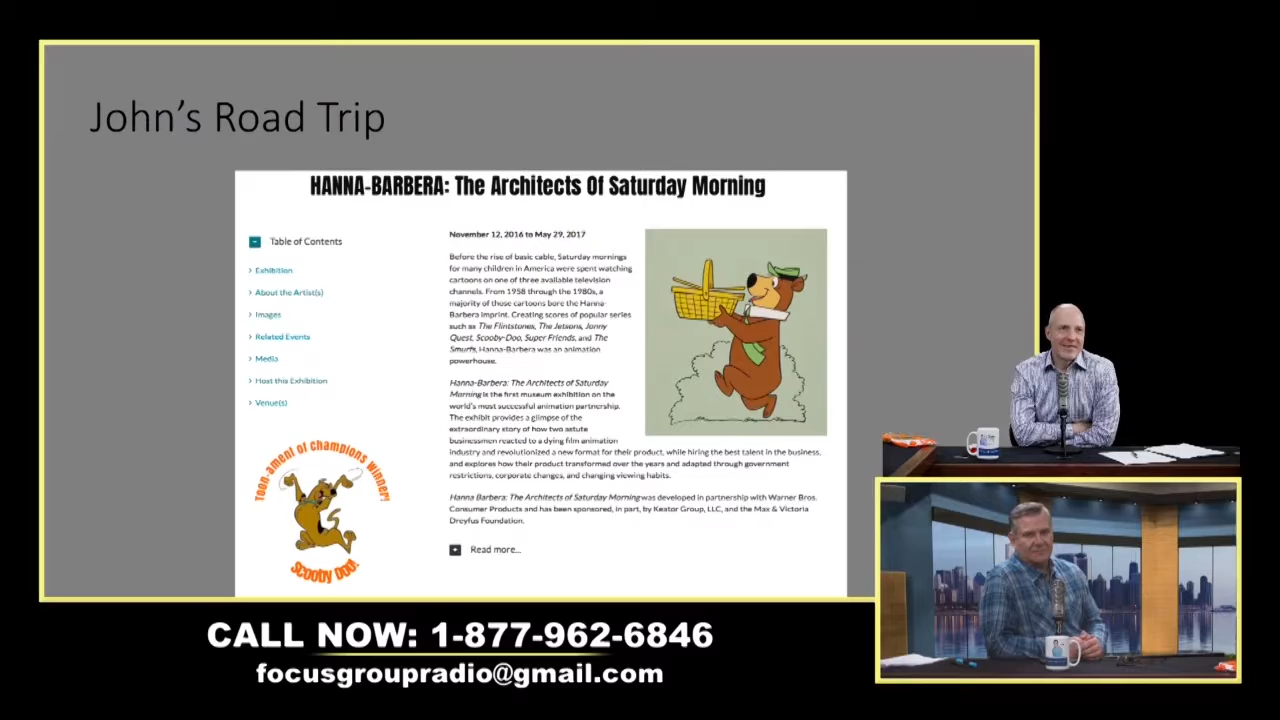 John's Road Trip
HANNA-BARBERA: The Architects Of Saturday Morning
Table of Contents
Exhibition
About the Artist(s)
Images
Related Events
Media
Host this Exhibition
Venue(s)
Toon-ament of champions winner!
Scooby Doo!
November 12, 2016 to May 29, 2017
Before the rise of basic cable, Saturday mornings
for many children in America were spent watching
cartoons on one of three available television
channels. From 1958 through the 1980s, a
majority of those cartoons bore the Hanna-
Barbera imprint. Creating scores of popular series
such as The Flintstones, The Jetsons, Jonny
Quest, Scooby-Doo, Super Friends, and The
Smurfs, Hanna-Barbera was an animation
powerhouse.
Hanna-Barbera: The Architects of Saturday
Morning is the first museum exhibition on the
world's most successful animation partnership.
The exhibit provides a glimpse of the
extraordinary story of how two astute
businessmen reacted to a dying film animation
industry and revolutionized a new format for their product, while hiring the best talent in the business,
and explores how their product transformed over the years and adapted through government
restrictions, corporate changes, and changing viewing habits.
Hanna Barbera: The Architects of Saturday Morning was developed in partnership with Warner Bros.
Consumer Products and has been sponsored, in part, by Keator Group, LLC, and the Max & Victoria
Dreyfus Foundation.
Read more...
CALL NOW: 1-877-962-6846
focusgroupradio@gmail.com